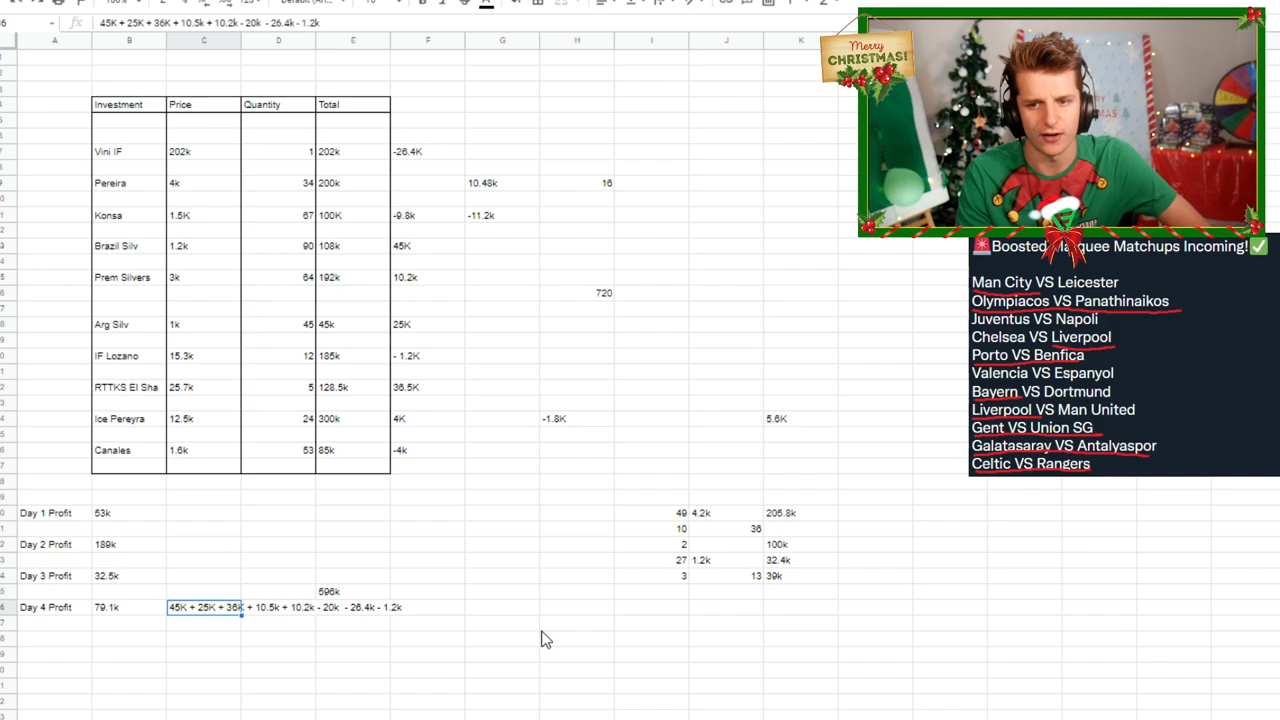 45K + 25K + 36K + 10.5k + 10.2k - 20k - 26.4k - 1.2k
A B C D E F G H I J K
Merry
CHRISTMAS!
Investment Price Quantity Total
Vini IF 202k 1 202k -26.4K
Pereira 4k 34 200k 10.48k 16
Konsa 1.5K 67 100K -9.8k -11.2k
Brazil Silv 1.2k 90 108k 45K
Prem Silvers 3k 64 192k 10.2k
720
Arg Silv 1k 45 45k 25K
IF Lozano 15.3k 12 185k - 1.2K
RTTKS El Sha 25.7k 5 128.5k 36.5K
Ice Pereyra 12.5k 24 300k 4K -1.8K 5.6K
Canales 1.6k 53 85k -4k
Day 1 Profit 53k 49 4.2k 205.8k
10 36
Day 2 Profit 189k 2 100k
27 1.2k 32.4k
Day 3 Profit 32.5k 3 13 39k
596k
Day 4 Profit 79.1k 45K + 25K + 36K + 10.5k + 10.2k - 20k - 26.4k - 1.2k
🚨Boosted Marquee Matchups Incoming!✅
Man City VS Leicester
Olympiacos VS Panathinaikos
Juventus VS Napoli
Chelsea VS Liverpool
Porto VS Benfica
Valencia VS Espanyol
Bayern VS Dortmund
Liverpool VS Man United
Gent VS Union SG
Galatasaray VS Antalyaspor
Celtic VS Rangers